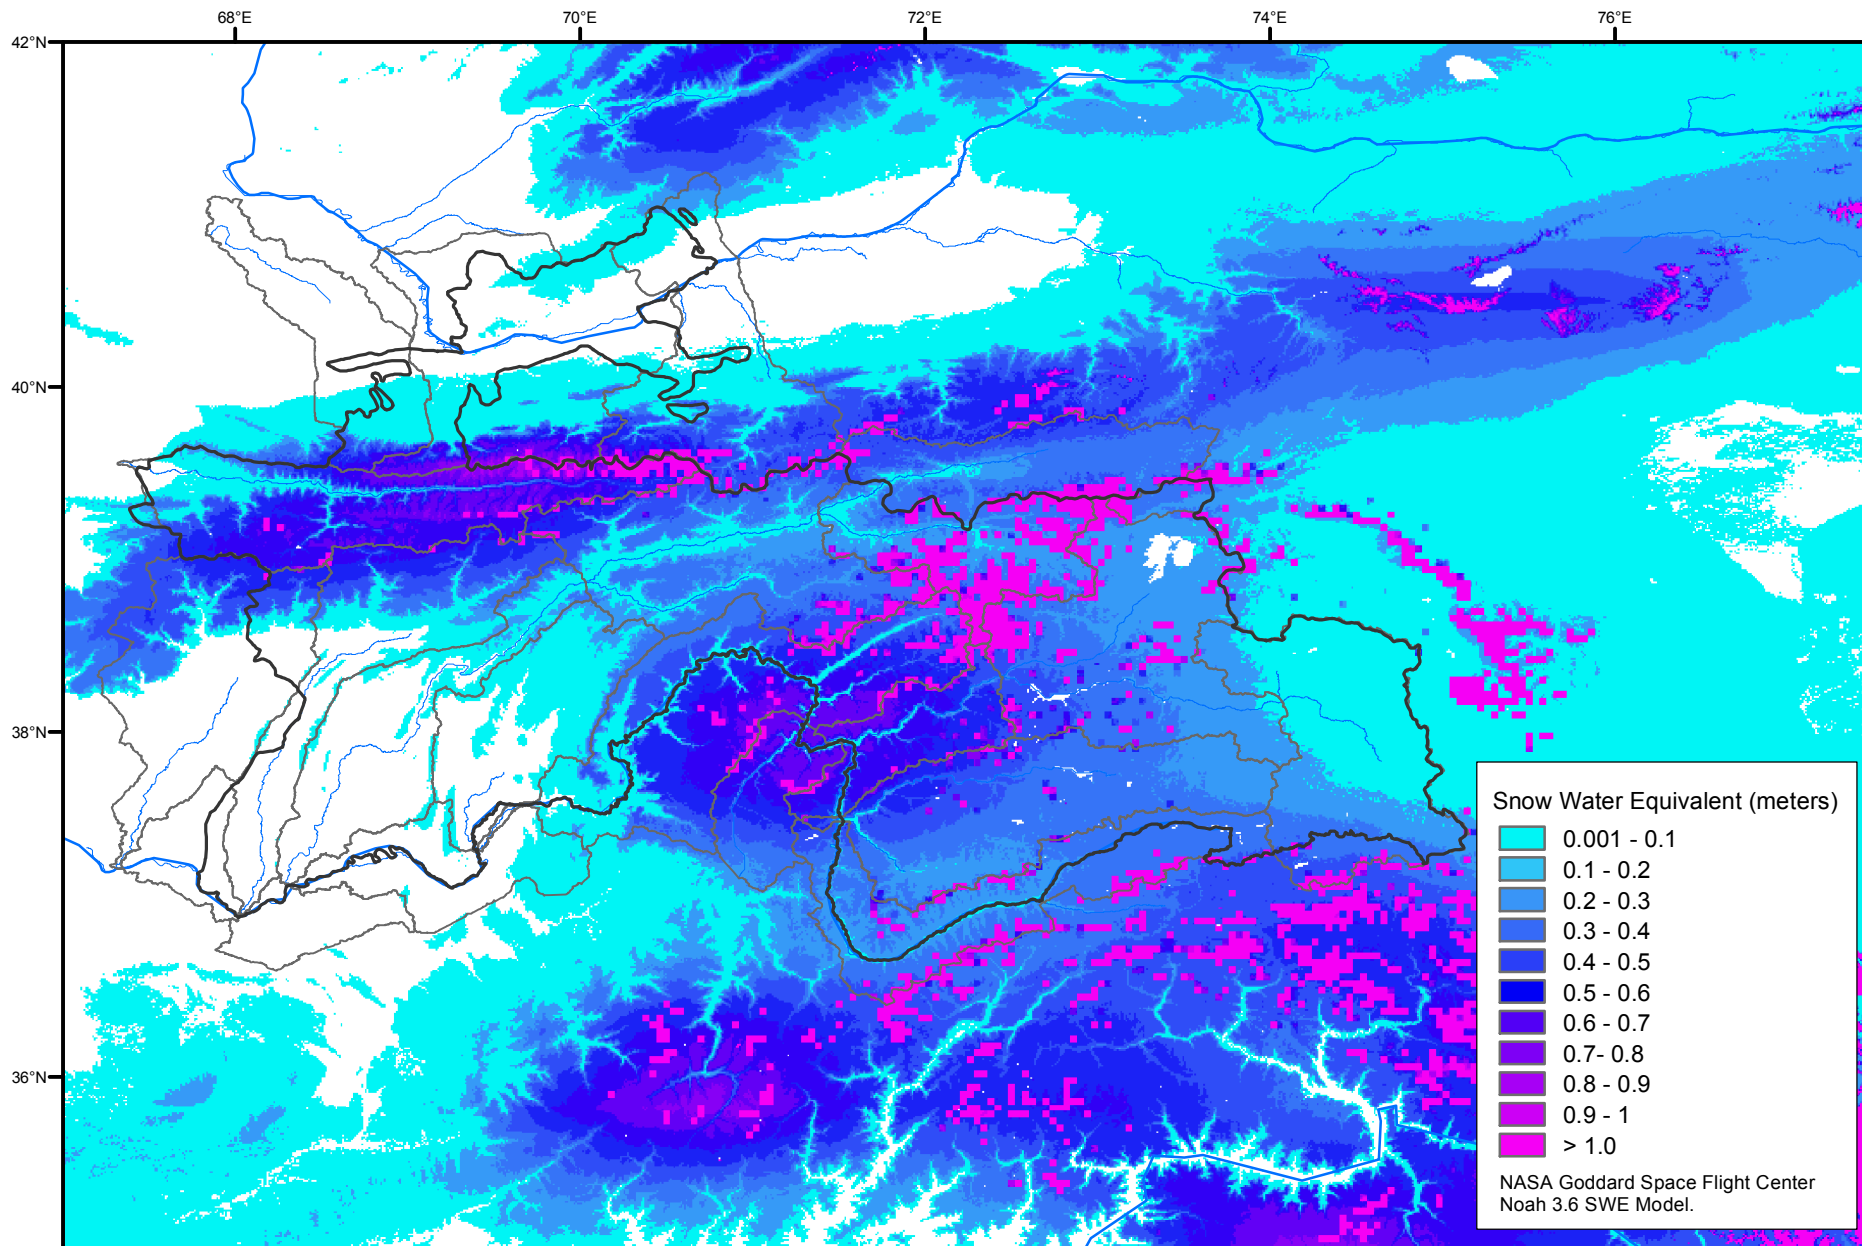 68°E
70°E
72°E
74°E
76°E
42°N
40°N
38°N
36°N
Snow Water Equivalent (meters)
0.001 - 0.1
0.1 - 0.2
0.2 - 0.3
0.3 - 0.4
0.4 - 0.5
0.5 - 0.6
0.6 - 0.7
0.7- 0.8
0.8 - 0.9
0.9 - 1
> 1.0
NASA Goddard Space Flight Center
Noah 3.6 SWE Model.